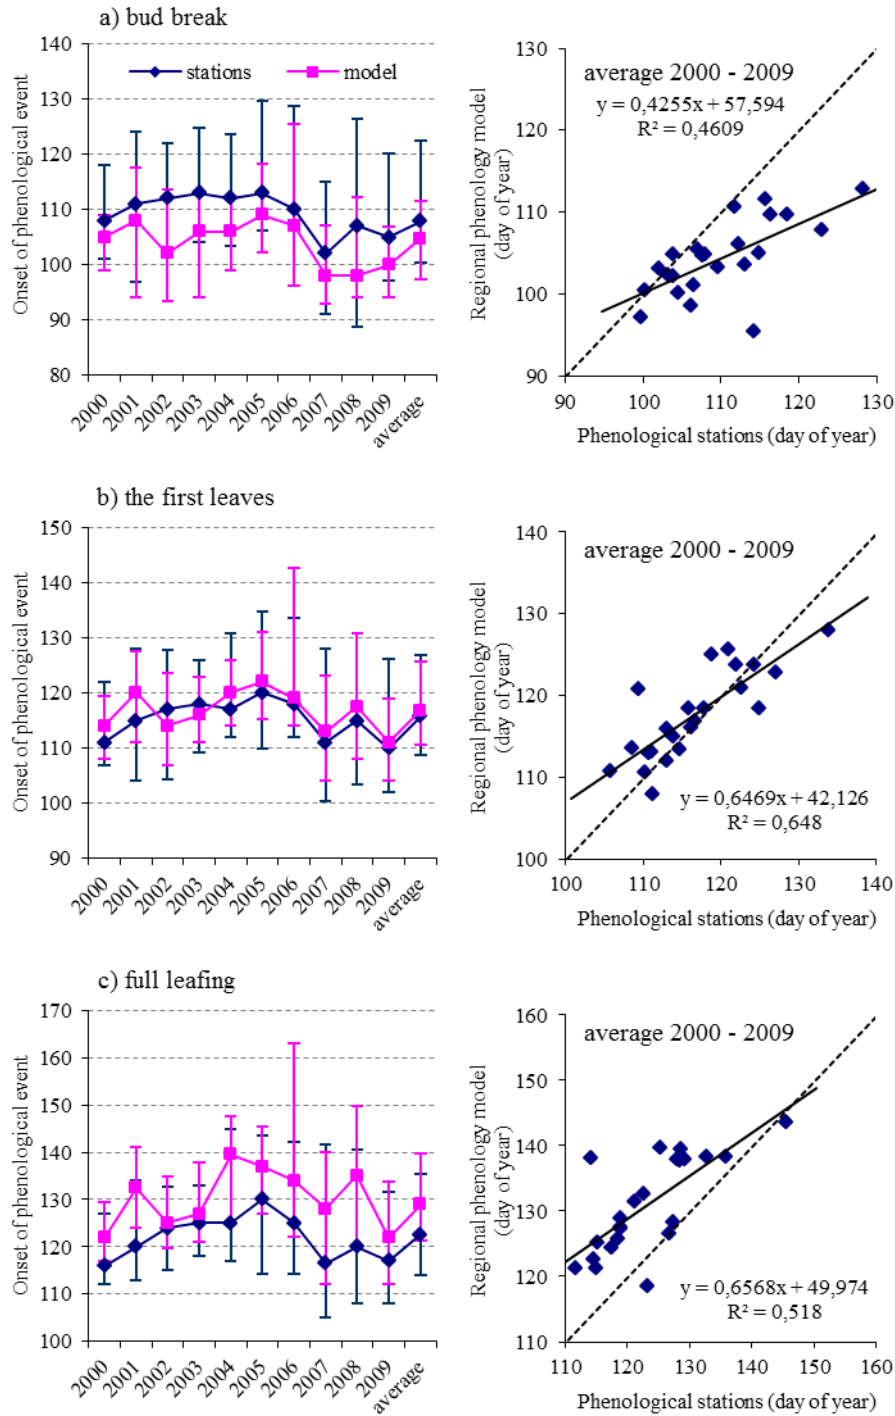 a) bud break
Onset of phenological event
140
130
120
110
100
90
80
stations
model
2000
2001
2002
2003
2004
2005
2006
2007
2008
2009
average
Regional phenology model
(day of year)
130
120
110
100
90
average 2000 - 2009
y = 0,4255x + 57,594
R² = 0,4609
90 100 110 120 130
Phenological stations (day of year)
b) the first leaves
Onset of phenological event
150
140
130
120
110
100
90
2000
2001
2002
2003
2004
2005
2006
2007
2008
2009
average
Regional phenology model
(day of year)
140
130
120
110
100
average 2000 - 2009
y = 0,6469x + 42,126
R² = 0,648
100 110 120 130 140
Phenological stations (day of year)
c) full leafing
Onset of phenological event
170
160
150
140
130
120
110
100
2000
2001
2002
2003
2004
2005
2006
2007
2008
2009
average
Regional phenology model
(day of year)
160
150
140
130
120
110
average 2000 - 2009
y = 0,6568x + 49,974
R² = 0,518
110 120 130 140 150 160
Phenological stations (day of year)